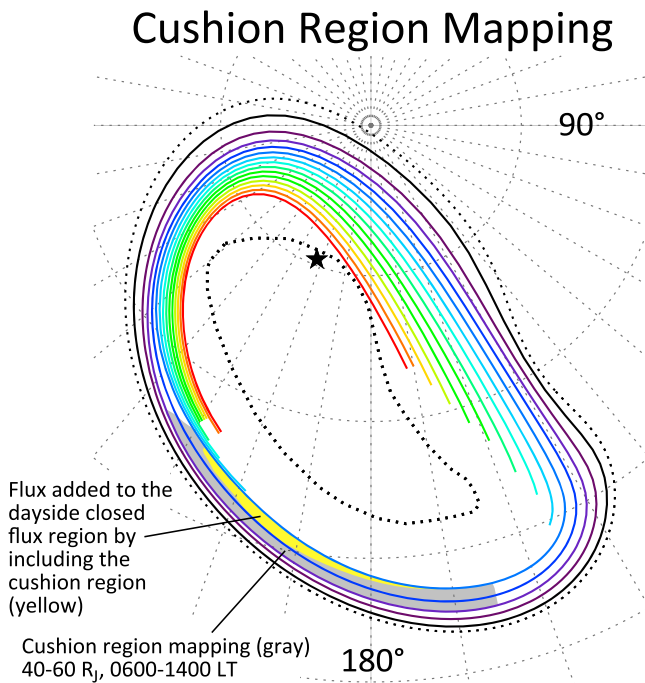 Cushion Region Mapping
90°
Flux added to the
dayside closed
flux region by
including the
cushion region
(yellow)
Cushion region mapping (gray)
40-60 RJ, 0600-1400 LT
180°